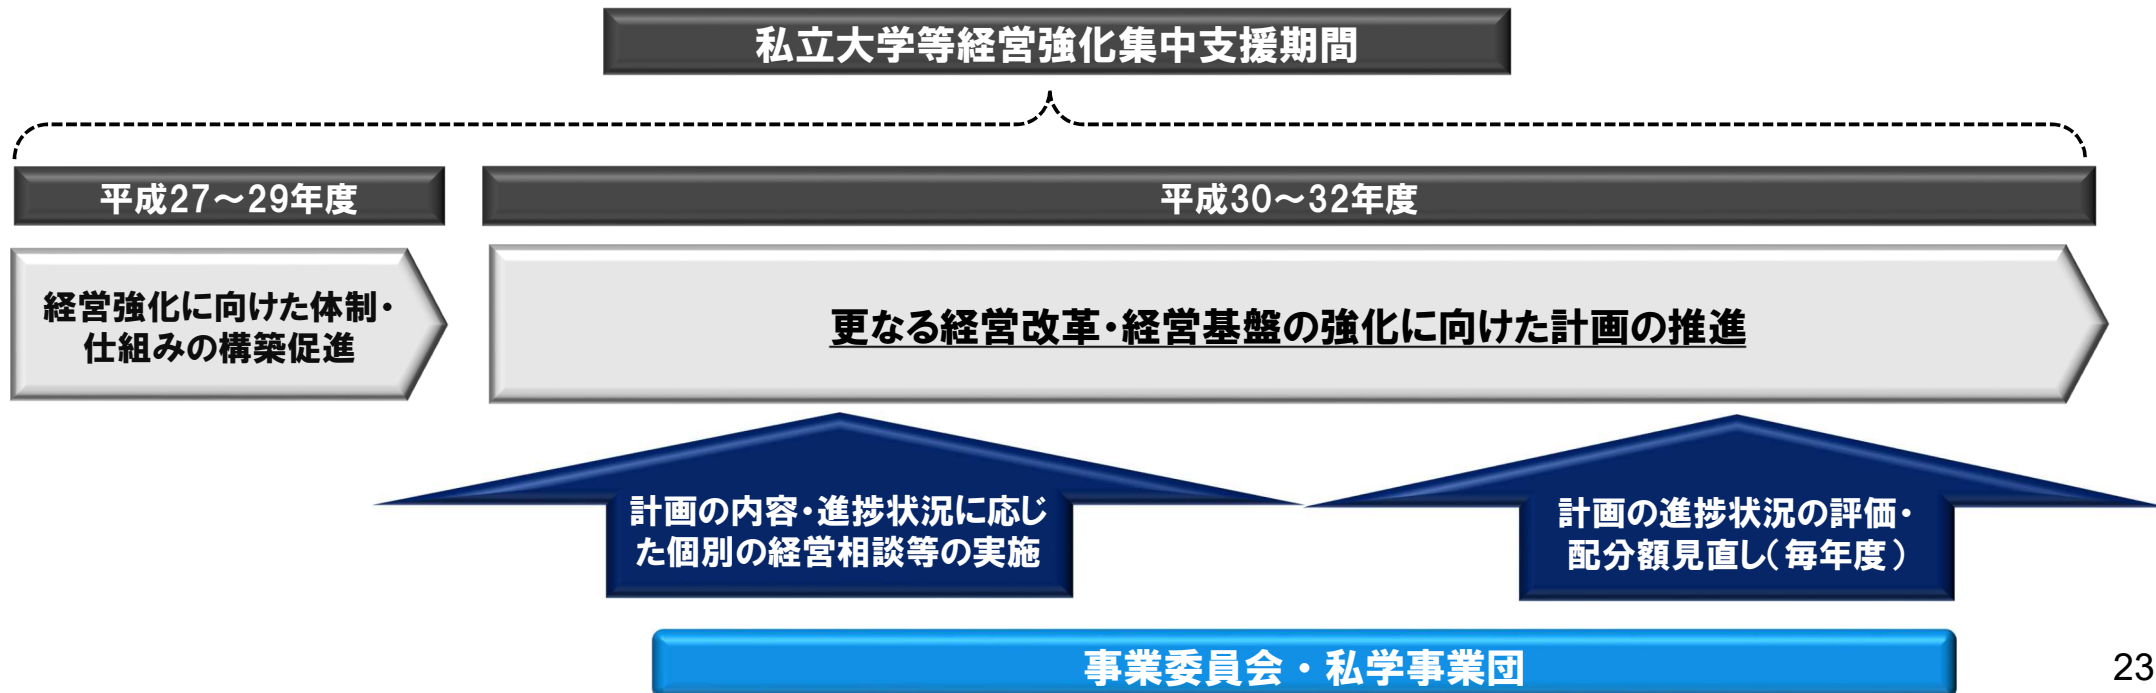 私立大学等経営強化集中支援期間
平成27～29年度
平成30～32年度
経営強化に向けた体制・
仕組みの構築促進
更なる経営改革・経営基盤の強化に向けた計画の推進
計画の内容・進捗状況に応じ
た個別の経営相談等の実施
計画の進捗状況の評価・
配分額見直し（毎年度）
事業委員会・私学事業団
23